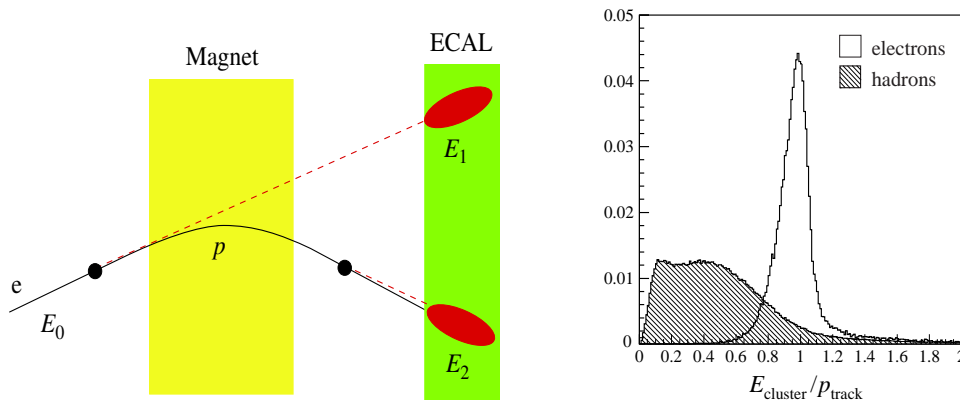 Magnet
ECAL
E1
p
e
E0
E2
0.05
0.04
0.03
0.02
0.01
0
electrons
hadrons
0 0.2 0.4 0.6 0.8 1 1.2 1.4 1.6 1.8 2
Ecluster/ptrack